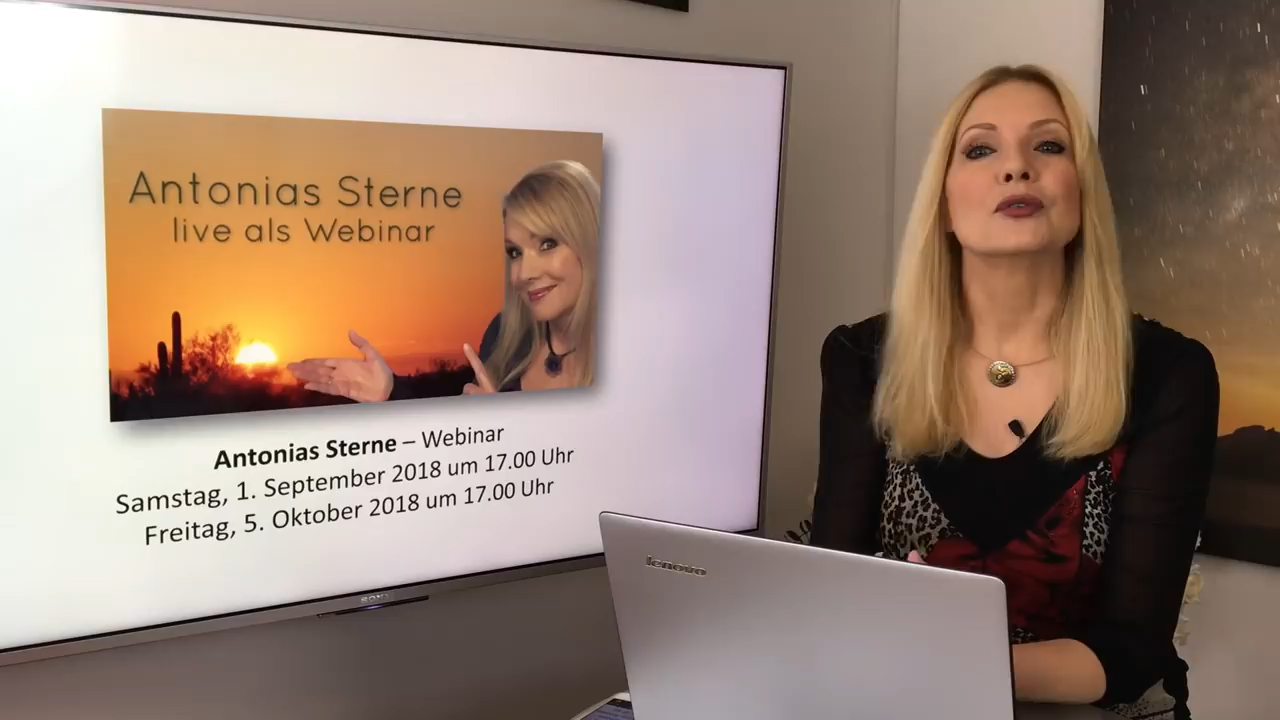 Antonias Sterne
live als Webinar
Antonias Sterne – Webinar
Samstag, 1. September 2018 um 17.00 Uhr
Freitag, 5. Oktober 2018 um 17.00 Uhr
SONY
lenovo